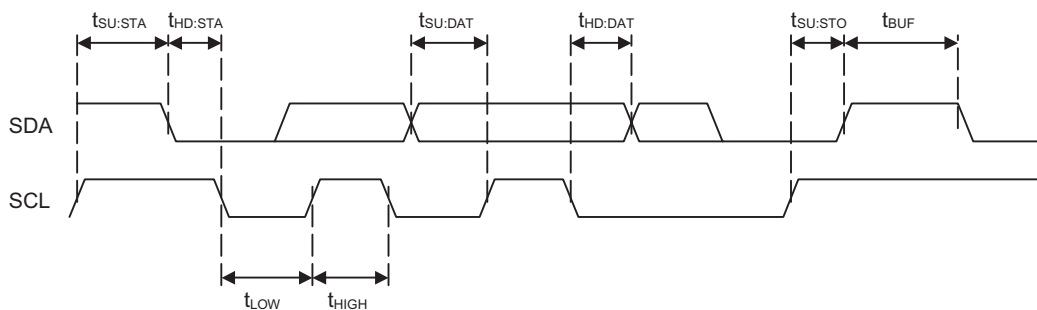 tSU:STA tHD:STA tSU:DAT tHD:DAT tSU:STO tBUF
SDA
SCL
tLOW tHIGH